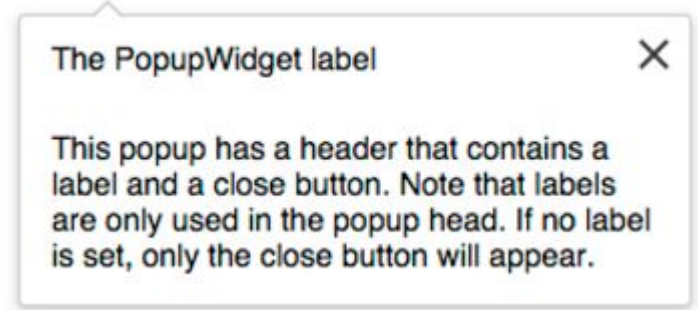 The PopupWidget label
This popup has a header that contains a
label and a close button. Note that labels
are only used in the popup head. If no label
is set, only the close button will appear.